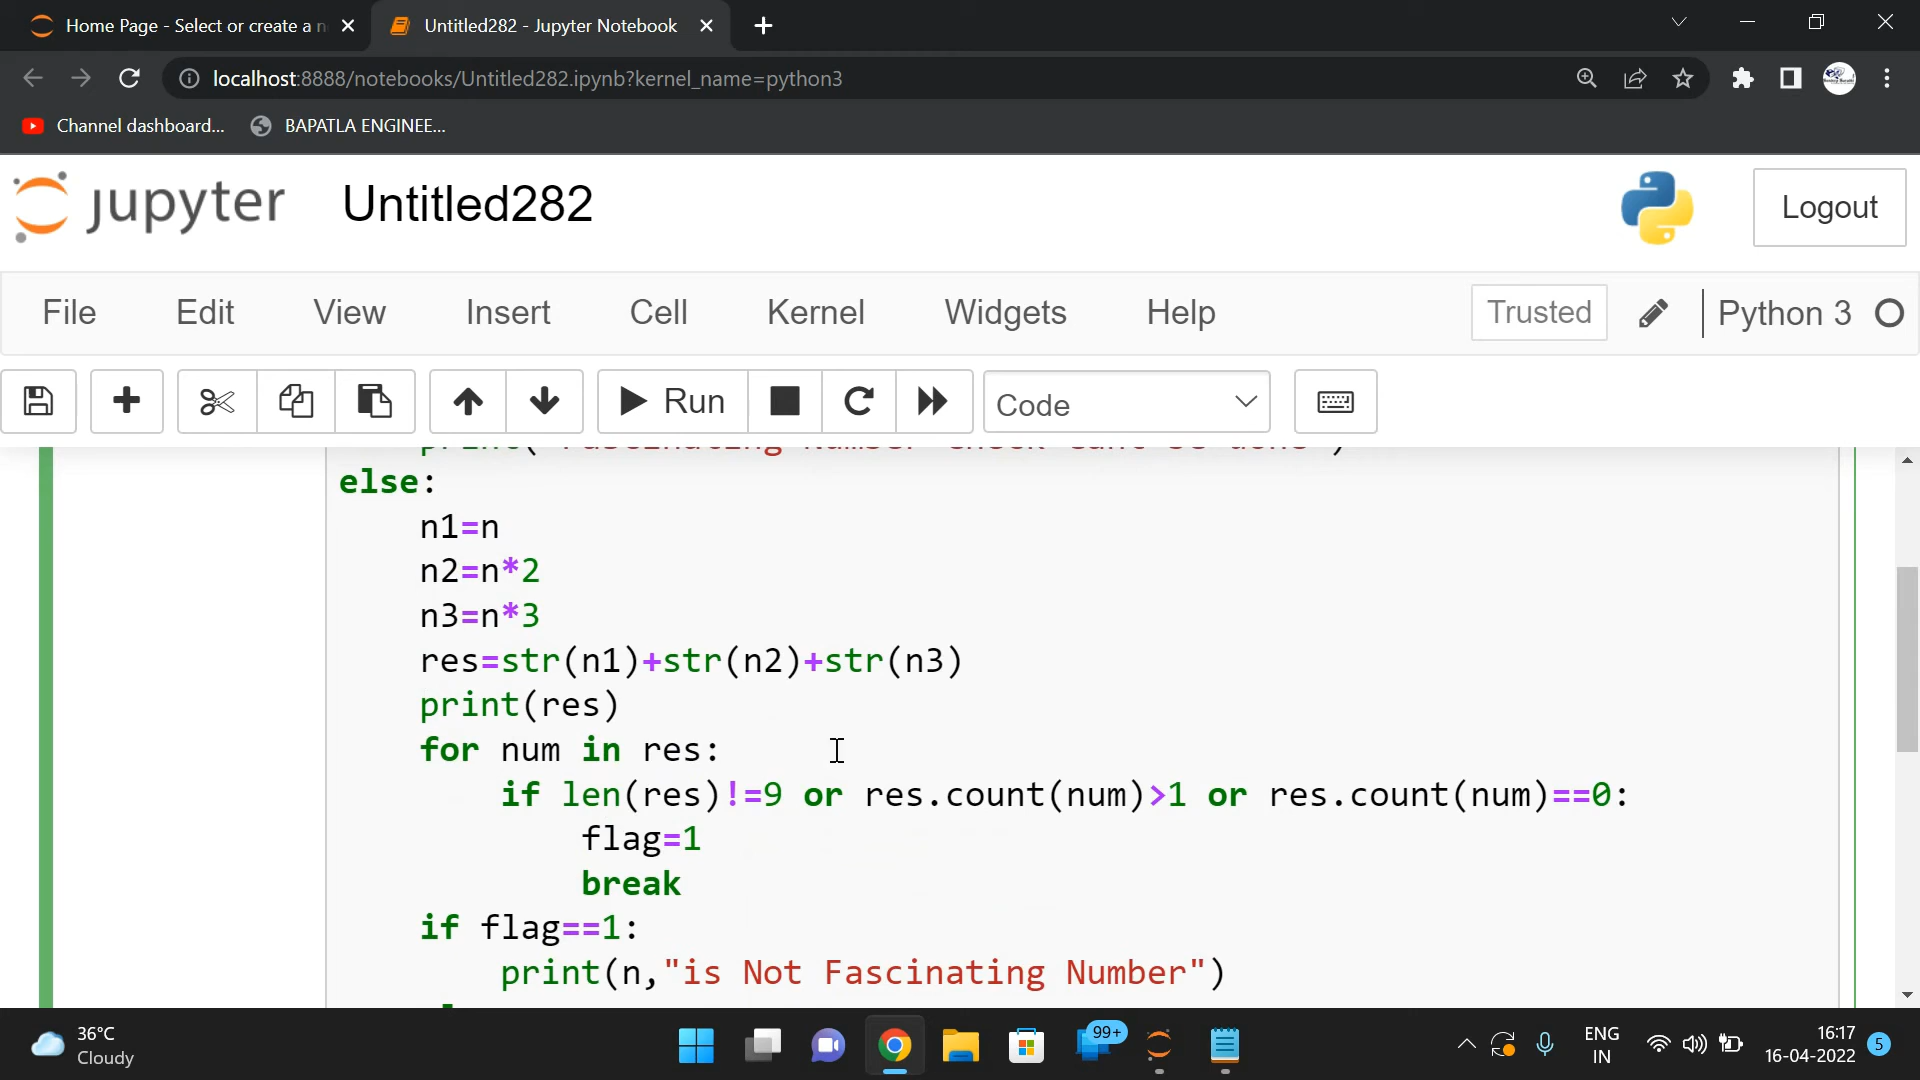 Home Page - Select or create a n
Untitled282 - Jupyter Notebook
localhost:8888/notebooks/Untitled282.ipynb?kernel_name=python3
Channel dashboard...
BAPATLA ENGINEE...
jupyter
Untitled282
Logout
File Edit View Insert Cell Kernel Widgets Help
Trusted
Python 3
Run
Code
else:
n1=n
n2=n*2
n3=n*3
res=str(n1)+str(n2)+str(n3)
print(res)
for num in res:
if len(res)!=9 or res.count(num)>1 or res.count(num)==0:
flag=1
break
if flag==1:
print(n,"is Not Fascinating Number")
36°C
Cloudy
99+
ENG
IN
16:17
16-04-2022
5